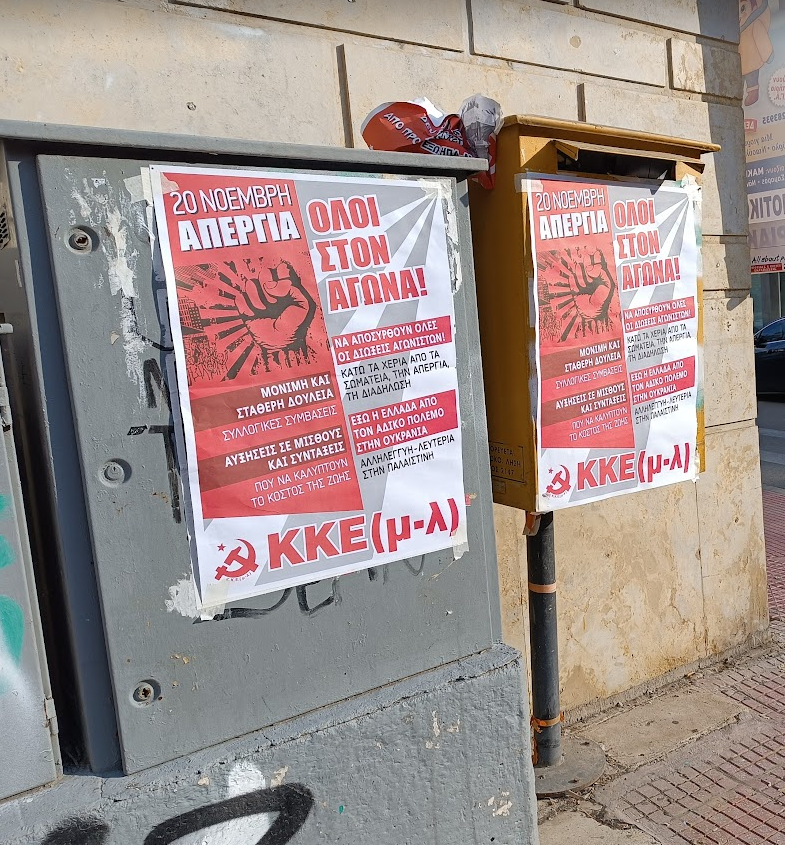 20 ΝΟΕΜΒΡΗ
ΑΠΕΡΓΙΑ
ΟΛΟΙ
ΣΤΟΝ
ΑΓΩΝΑ!
ΝΑ ΑΠΟΣΥΡΘΟΥΝ ΟΛΕΣ
ΟΙ ΔΙΩΞΕΙΣ ΑΓΩΝΙΣΤΩΝ!
ΚΑΤΩ ΤΑ ΧΕΡΙΑ ΑΠΟ ΤΑ
ΣΩΜΑΤΕΙΑ, ΤΗΝ ΑΠΕΡΓΙΑ,
ΤΗ ΔΙΑΔΗΛΩΣΗ
ΜΟΝΙΜΗ ΚΑΙ
ΣΤΑΘΕΡΗ ΔΟΥΛΕΙΑ
ΣΥΛΛΟΓΙΚΕΣ ΣΥΜΒΑΣΕΙΣ
ΑΥΞΗΣΕΙΣ ΣΕ ΜΙΣΘΟΥΣ
ΚΑΙ ΣΥΝΤΑΞΕΙΣ
ΠΟΥ ΝΑ ΚΑΛΥΠΤΟΥΝ
ΤΟ ΚΟΣΤΟΣ ΤΗΣ ΖΩΗΣ
ΕΞΩ Η ΕΛΛΑΔΑ ΑΠΟ
ΤΟΝ ΑΔΙΚΟ ΠΟΛΕΜΟ
ΣΤΗΝ ΟΥΚΡΑΝΙΑ
ΑΛΛΗΛΕΓΓΥΗ-ΛΕΥΤΕΡΙΑ
ΣΤΗΝ ΠΑΛΑΙΣΤΙΝΗ
ΚΚΕ(μ-λ)
20 ΝΟΕΜΒΡΗ
ΑΠΕΡΓΙΑ
ΟΛΟΙ
ΣΤΟΝ
ΑΓΩΝΑ!
ΝΑ ΑΠΟΣΥΡΘΟΥΝ ΟΛΕΣ
ΟΙ ΔΙΩΞΕΙΣ ΑΓΩΝΙΣΤΩΝ!
ΚΑΤΩ ΤΑ ΧΕΡΙΑ ΑΠΟ ΤΑ
ΣΩΜΑΤΕΙΑ, ΤΗΝ ΑΠΕΡΓΙΑ
ΤΗ ΔΙΑΔΗΛΩΣΗ
ΜΟΝΙΜΗ ΚΑΙ
ΣΤΑΘΕΡΗ ΔΟΥΛΕΙΑ
ΣΥΛΛΟΓΙΚΕΣ ΣΥΜΒΑΣΕΙΣ
ΑΥΞΗΣΕΙΣ ΣΕ ΜΙΣΘΟΥΣ
ΚΑΙ ΣΥΝΤΑΞΕΙΣ
ΠΟΥ ΝΑ ΚΑΛΥΠΤΟΥΝ
ΤΟ ΚΟΣΤΟΣ ΤΗΣ ΖΩΗΣ
ΕΞΩ Η ΕΛΛΑΔΑ ΑΠΟ
ΤΟΝ ΑΔΙΚΟ ΠΟΛΕΜΟ
ΣΤΗΝ ΟΥΚΡΑΝΙΑ
ΑΛΛΗΛΕΓΓΥΗ-ΛΕΥΤΕΡΙΑ
ΣΤΗΝ ΠΑΛΑΙΣΤΙΝΗ
ΚΚΕ(μ-λ)
ΑΠΟ ΠΡΟ
All about